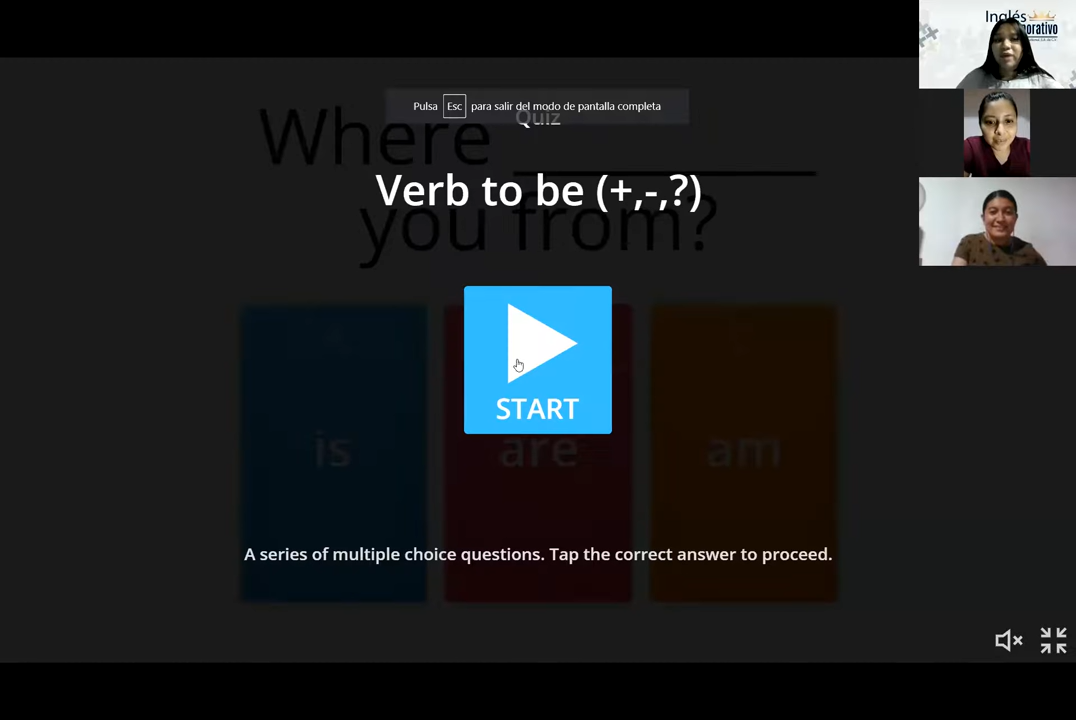 Inglés
orativo
Pulsa Esc para salir del modo de pantalla completa
Quiz
Where ________
Verb to be (+,-,?)
you from?
START
is are am
A series of multiple choice questions. Tap the correct answer to proceed.